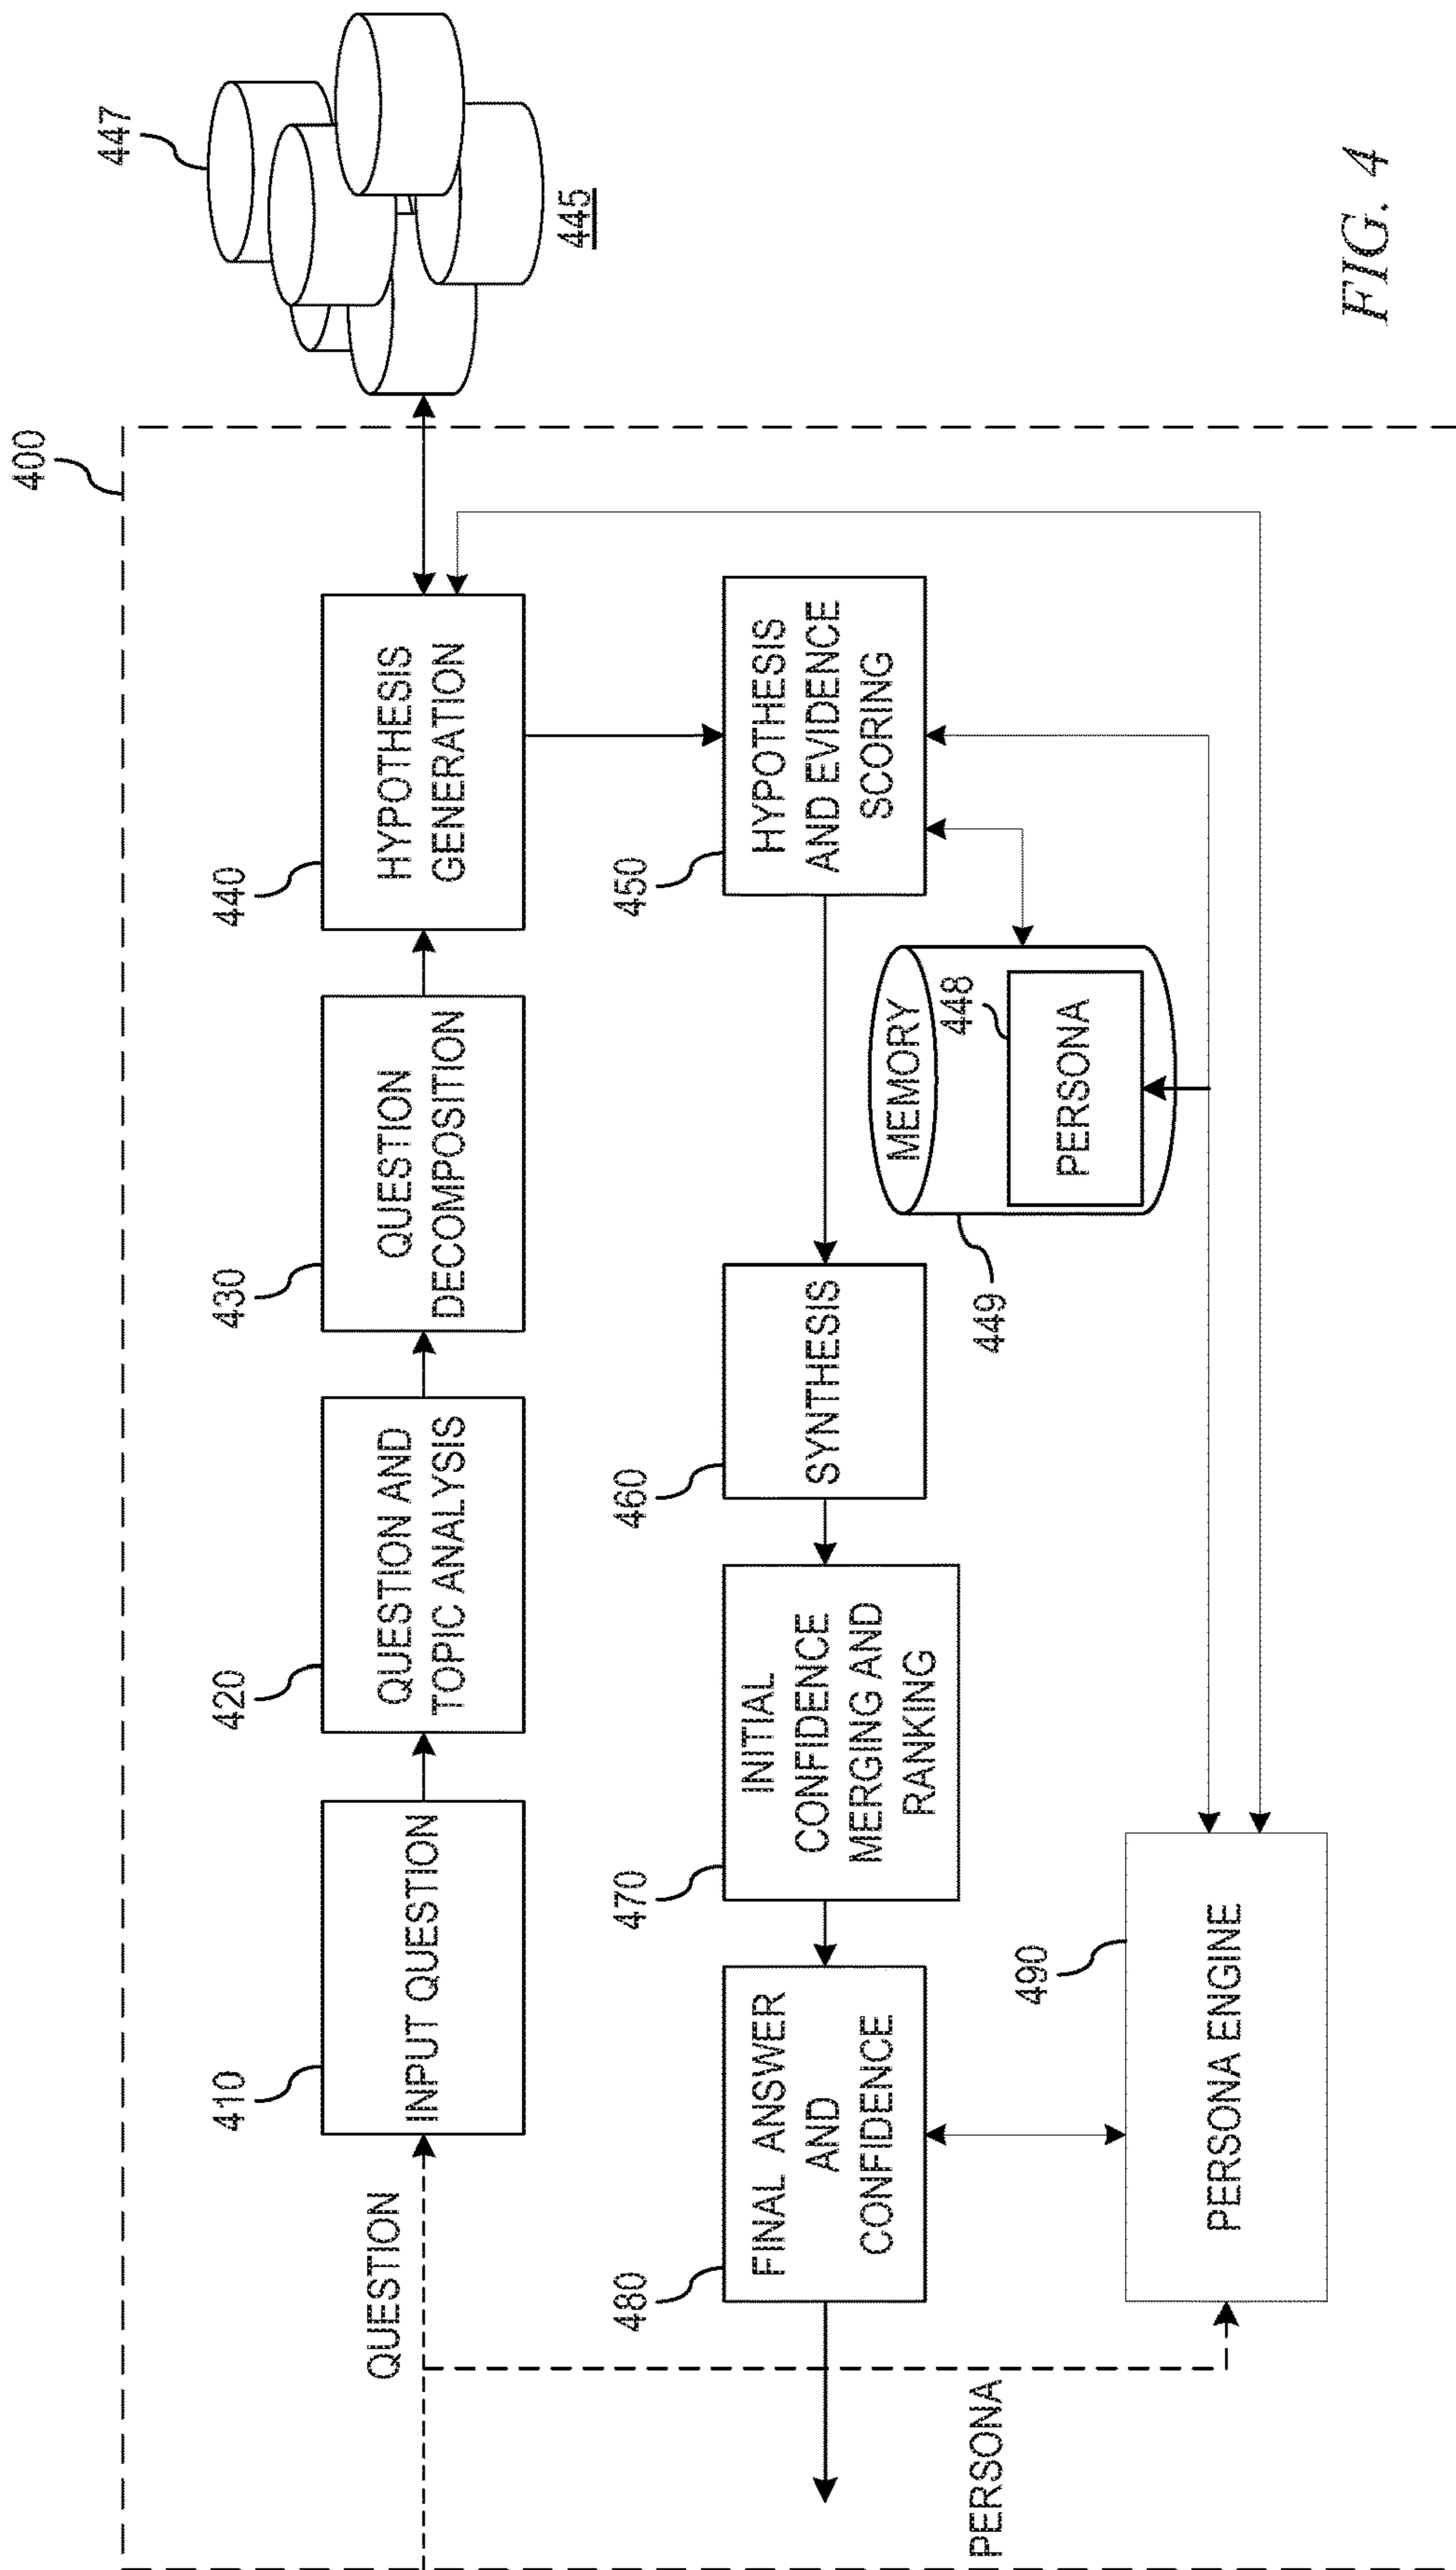 400
447
445
QUESTION
410
INPUT QUESTION
420
QUESTION AND
TOPIC ANALYSIS
430
QUESTION
DECOMPOSITION
440
HYPOTHESIS
GENERATION
480
FINAL ANSWER
AND
CONFIDENCE
470
INITIAL
CONFIDENCE
MERGING AND
RANKING
460
SYNTHESIS
450
HYPOTHESIS
AND EVIDENCE
SCORING
449
MEMORY
448
PERSONA
PERSONA
490
PERSONA ENGINE
FIG. 4